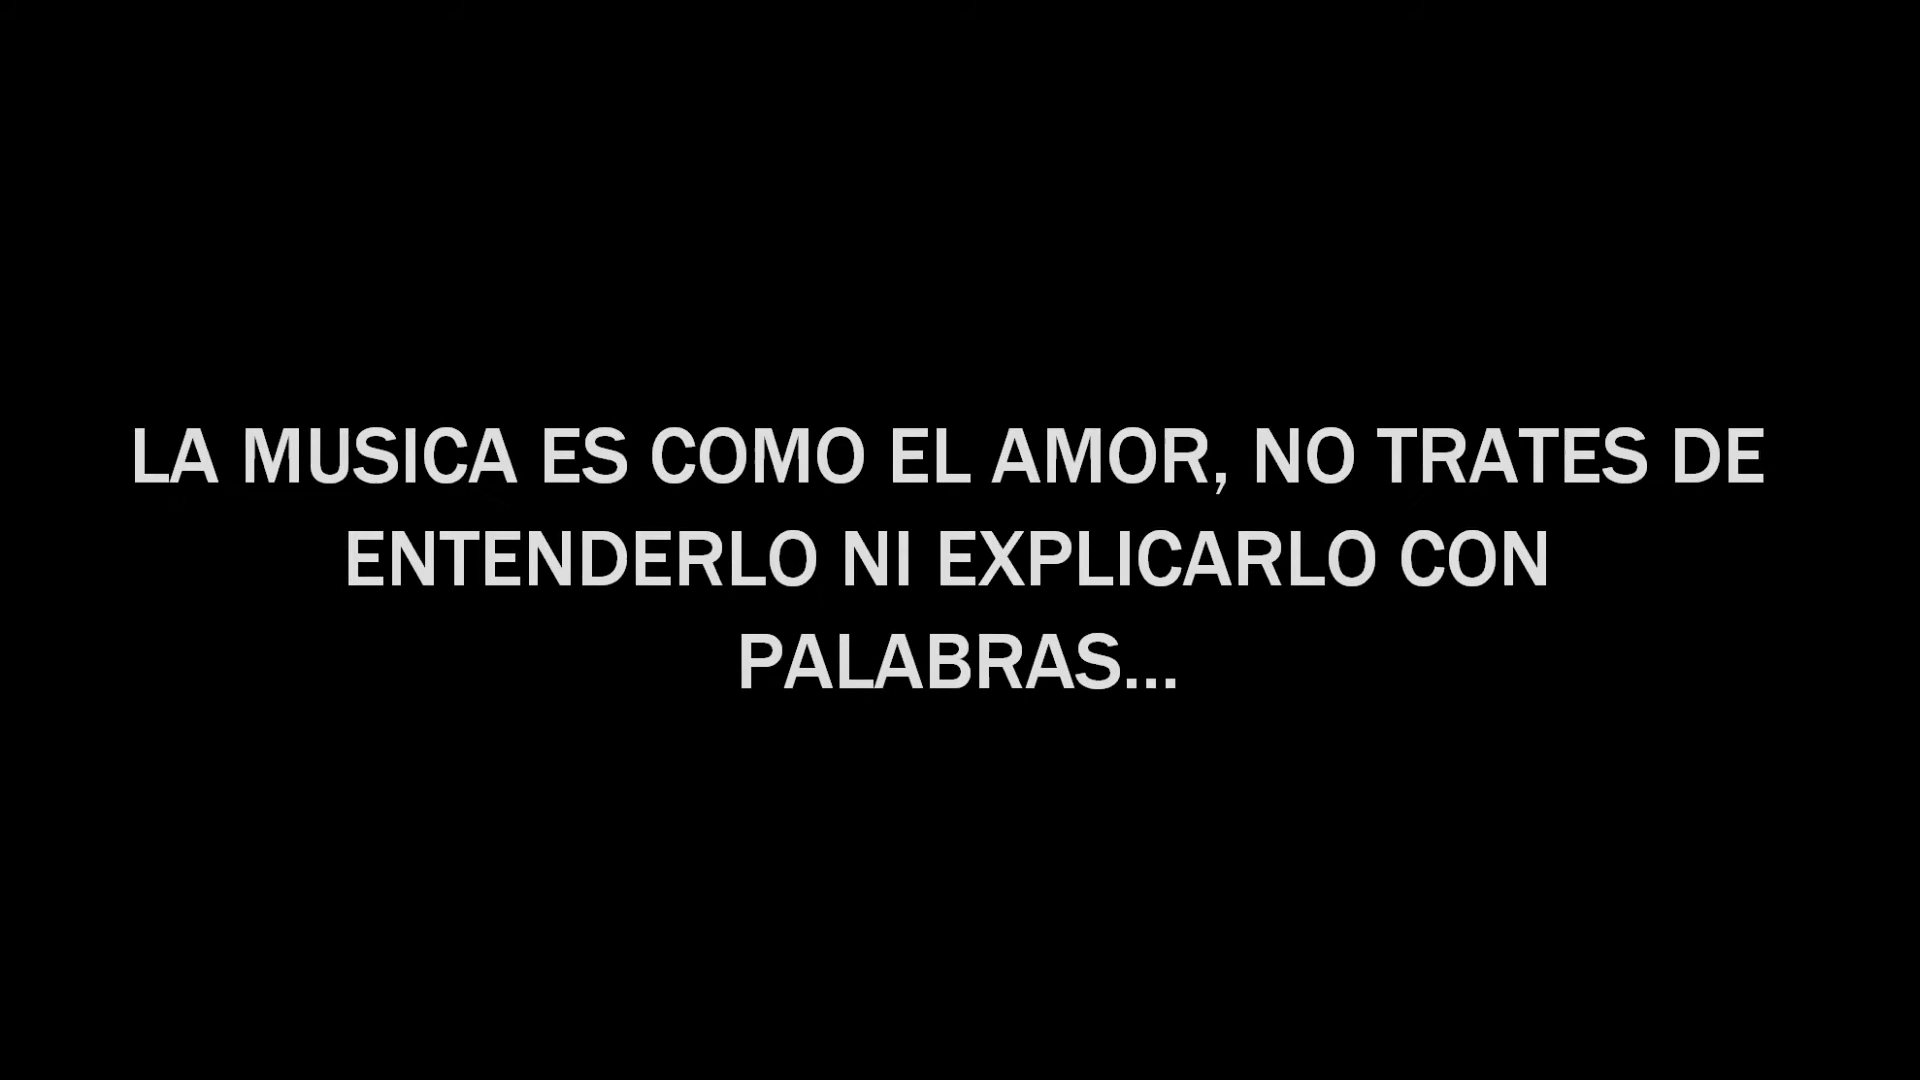 LA MUSICA ES COMO EL AMOR, NO TRATES DE
ENTENDERLO NI EXPLICARLO CON
PALABRAS...